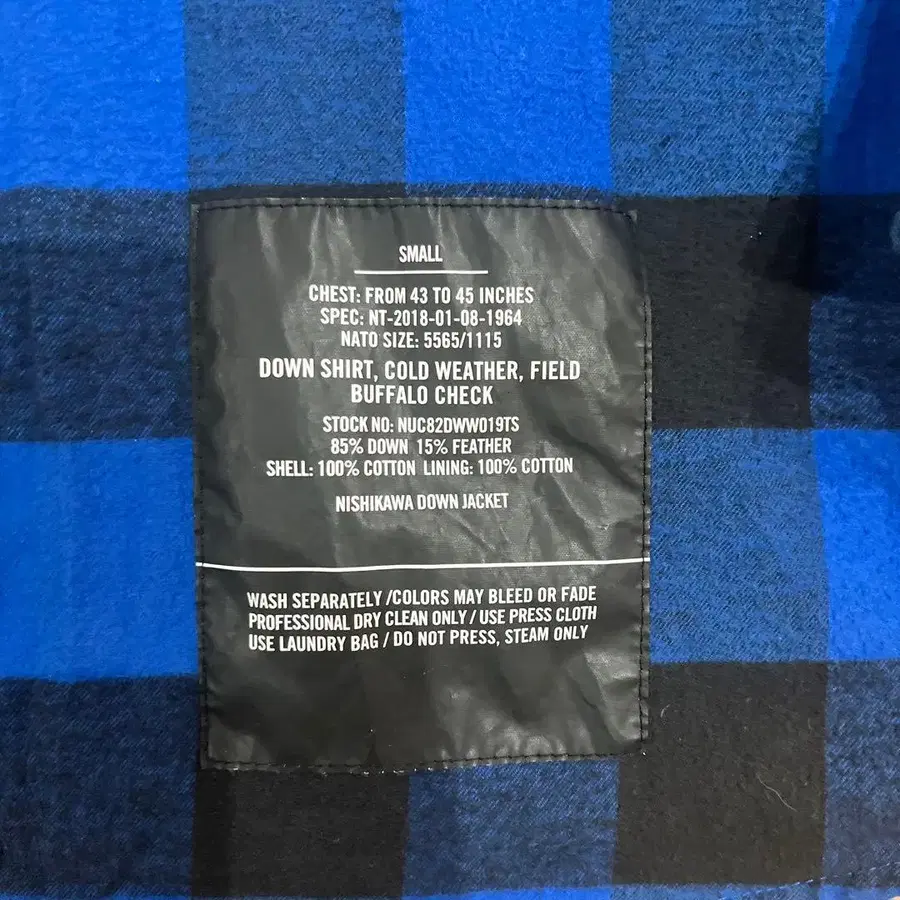 SMALL
CHEST: FROM 43 TO 45 INCHES
SPEC: NT-2018-01-08-1964
NATO SIZE: 5565/1115
DOWN SHIRT, COLD WEATHER, FIELD
BUFFALO CHECK
STOCK NO: NUC82DWW019TS
85% DOWN 15% FEATHER
SHELL: 100% COTTON LINING: 100% COTTON
NISHIKAWA DOWN JACKET
WASH SEPARATELY /COLORS MAY BLEED OR FADE
PROFESSIONAL DRY CLEAN ONLY / USE PRESS CLOTH
USE LAUNDRY BAG / DO NOT PRESS, STEAM ONLY